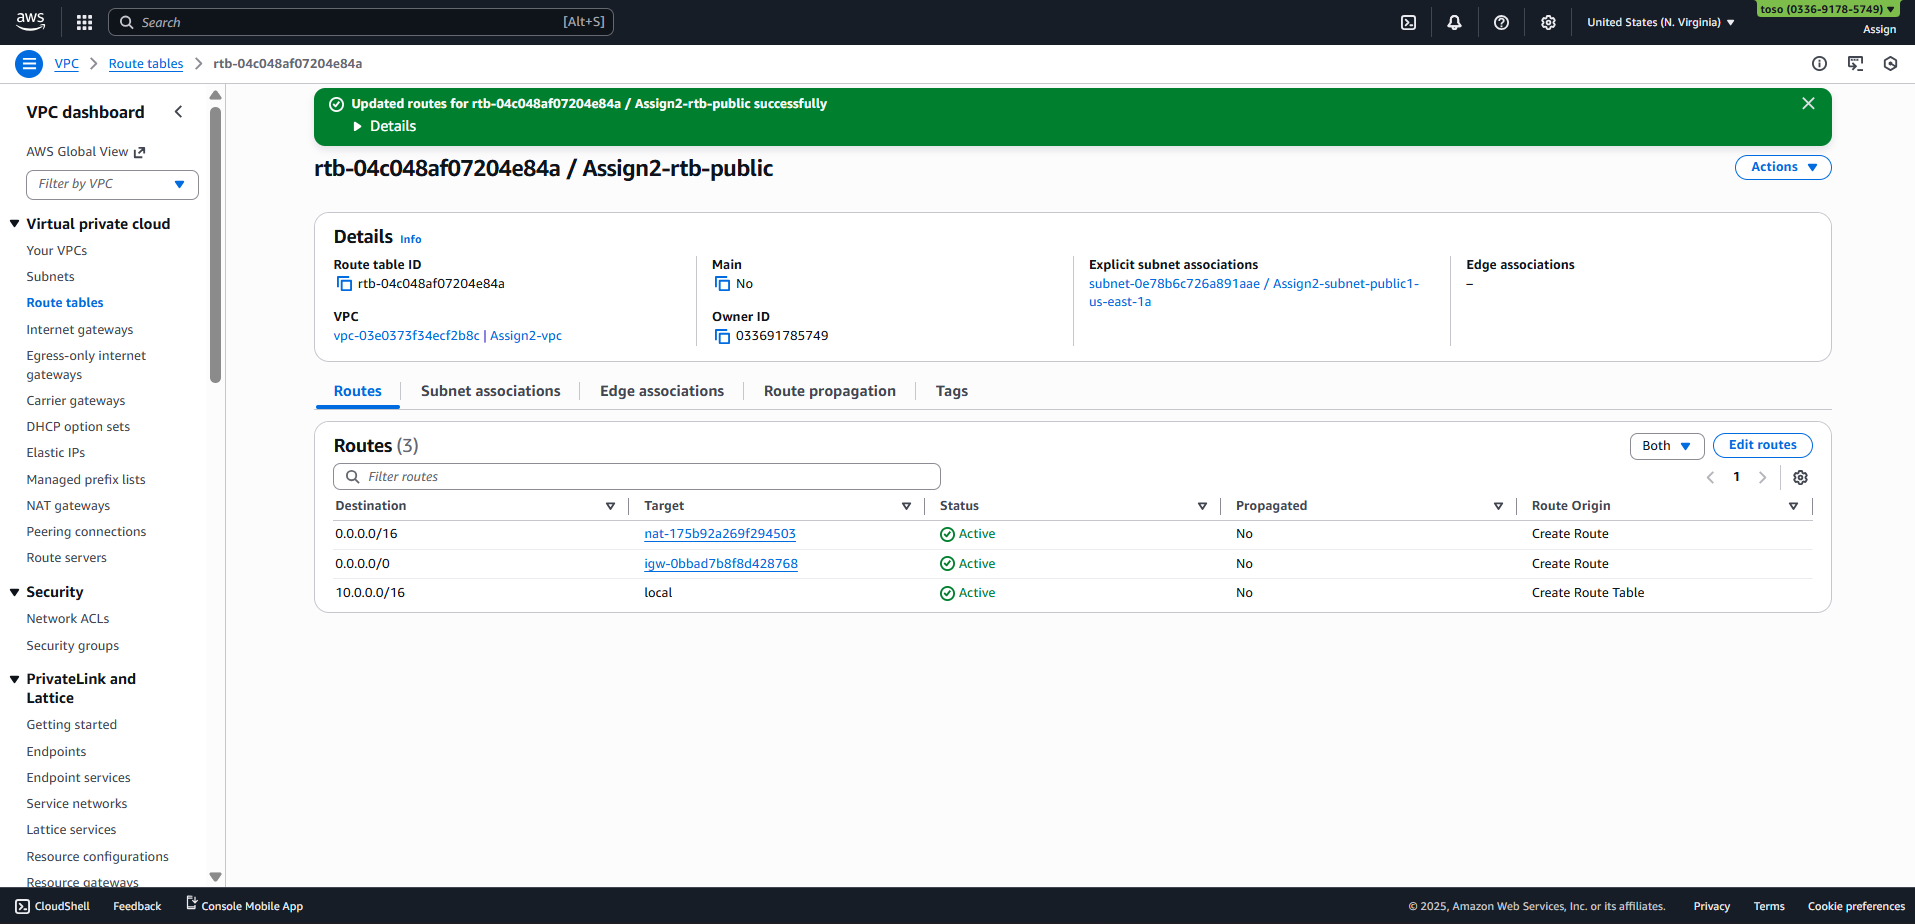 aws
Search [Alt+S]
United States (N. Virginia)
toso (0336-9178-5749)
Assign
VPC
Route tables
rtb-04c048af07204e84a
VPC dashboard
AWS Global View
Filter by VPC
Virtual private cloud
Your VPCs
Subnets
Route tables
Internet gateways
Egress-only internet
gateways
Carrier gateways
DHCP option sets
Elastic IPs
Managed prefix lists
NAT gateways
Peering connections
Route servers
Security
Network ACLs
Security groups
PrivateLink and
Lattice
Getting started
Endpoints
Endpoint services
Service networks
Lattice services
Resource configurations
Resource gateways
Updated routes for rtb-04c048af07204e84a / Assign2-rtb-public successfully
Details
rtb-04c048af07204e84a / Assign2-rtb-public
Actions
Details Info
Route table ID
rtb-04c048af07204e84a
VPC
vpc-03e0373f34ecf2b8c | Assign2-vpc
Main
No
Owner ID
033691785749
Explicit subnet associations
subnet-0e78b6c726a891aae / Assign2-subnet-public1-
us-east-1a
Edge associations
–
Routes Subnet associations Edge associations Route propagation Tags
Routes (3)
Both Edit routes
Filter routes
1
Destination Target Status Propagated Route Origin
0.0.0.0/16 nat-175b92a269f294503 Active No Create Route
0.0.0.0/0 igw-0bbad7b8f8d428768 Active No Create Route
10.0.0.0/16 local Active No Create Route Table
CloudShell Feedback Console Mobile App
© 2025, Amazon Web Services, Inc. or its affiliates. Privacy Terms Cookie preferences